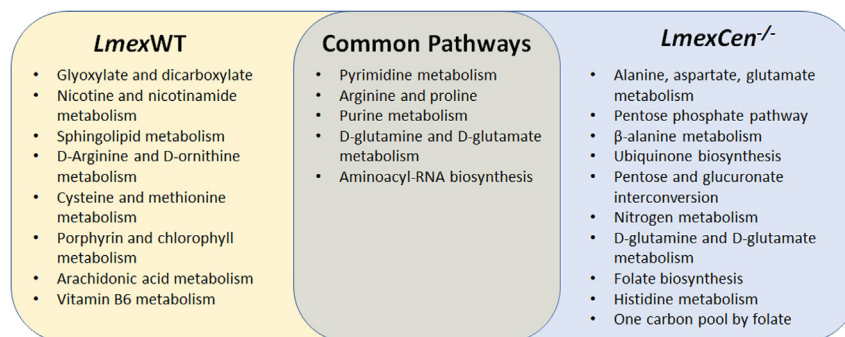 LmexWT
• Glyoxylate and dicarboxylate
• Nicotine and nicotinamide
metabolism
• Sphingolipid metabolism
• D-Arginine and D-ornithine
metabolism
• Cysteine and methionine
metabolism
• Porphyrin and chlorophyll
metabolism
• Arachidonic acid metabolism
• Vitamin B6 metabolism
Common Pathways
• Pyrimidine metabolism
• Arginine and proline
• Purine metabolism
• D-glutamine and D-glutamate
metabolism
• Aminoacyl-RNA biosynthesis
LmexCen-/-
• Alanine, aspartate, glutamate
metabolism
• Pentose phosphate pathway
• β-alanine metabolism
• Ubiquinone biosynthesis
• Pentose and glucuronate
interconversion
• Nitrogen metabolism
• D-glutamine and D-glutamate
metabolism
• Folate biosynthesis
• Histidine metabolism
• One carbon pool by folate